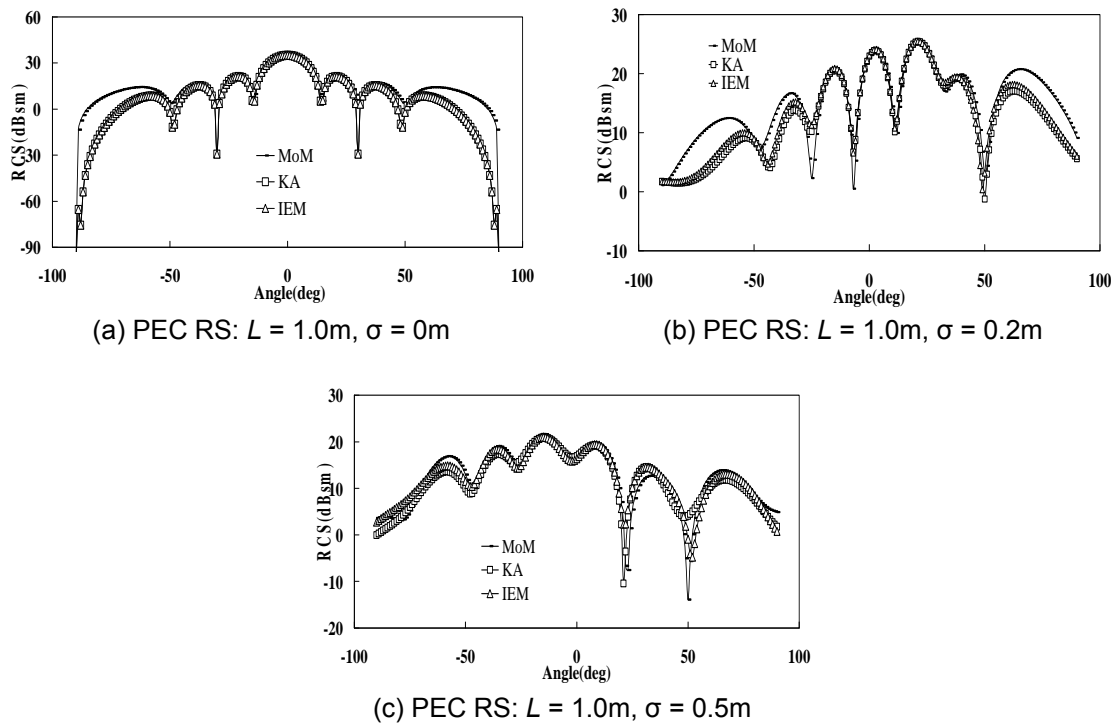 60
30
0
-30
-60
-90
RCS(dBsm)
MoM
KA
IEM
-100 -50 0 50 100
Angle(deg)
(a) PEC RS: L = 1.0m, σ = 0m
30
20
10
0
-10
RCS(dBsm)
MoM
KA
IEM
-100 -50 0 50 100
Angle(deg)
(b) PEC RS: L = 1.0m, σ = 0.2m
30
20
10
0
-10
-20
RCS(dBsm)
MoM
KA
IEM
-100 -50 0 50 100
Angle(deg)
(c) PEC RS: L = 1.0m, σ = 0.5m